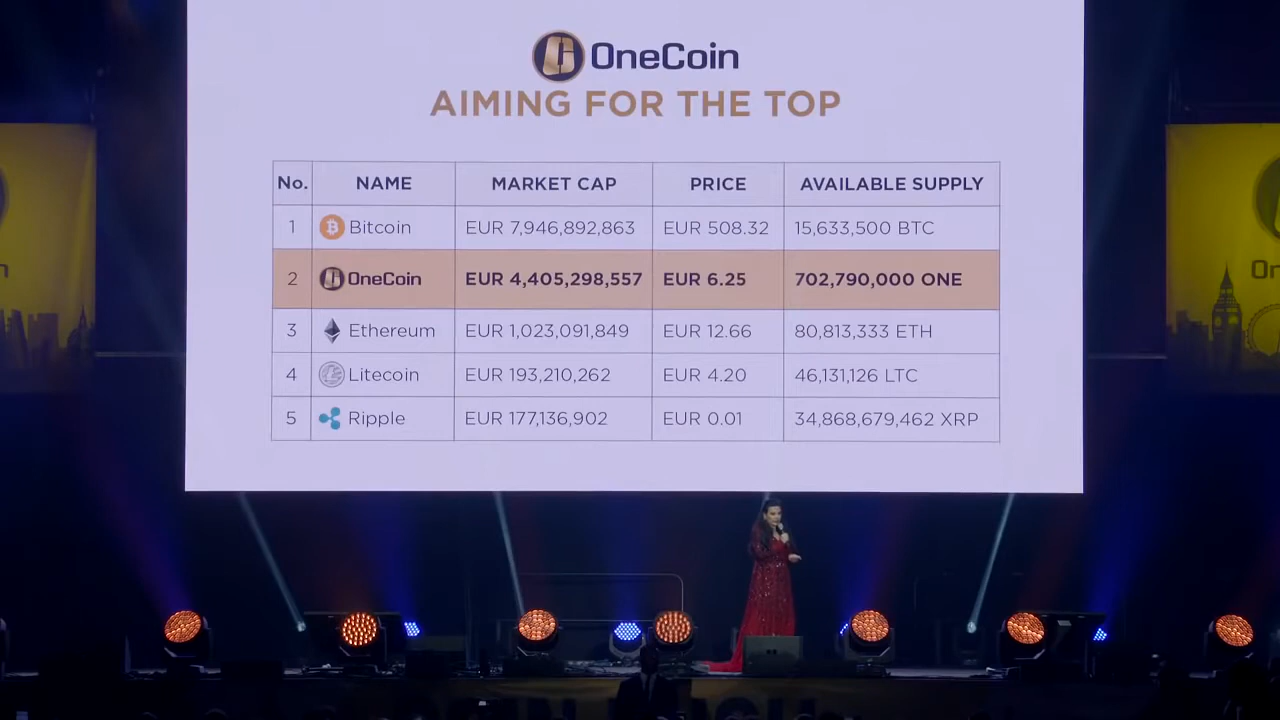 OneCoin
AIMING FOR THE TOP
No. NAME MARKET CAP PRICE AVAILABLE SUPPLY
1 Bitcoin EUR 7,946,892,863 EUR 508.32 15,633,500 BTC
2 OneCoin EUR 4,405,298,557 EUR 6.25 702,790,000 ONE
3 Ethereum EUR 1,023,091,849 EUR 12.66 80,813,333 ETH
4 Litecoin EUR 193,210,262 EUR 4.20 46,131,126 LTC
5 Ripple EUR 177,136,902 EUR 0.01 34,868,679,462 XRP